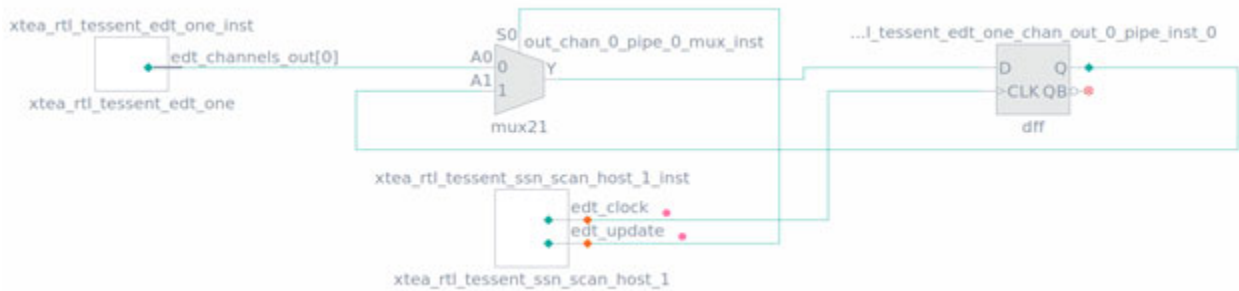 xtea_rtl_tessent_edt_one_inst
edt_channels_out[0]
xtea_rtl_tessent_edt_one
S0
out_chan_0_pipe_0_mux_inst
A0
0
A1
1
Y
mux21
...l_tessent_edt_one_chan_out_0_pipe_inst_0
D
Q
CLK
QB
dff
xtea_rtl_tessent_ssn_scan_host_1_inst
edt_clock
edt_update
xtea_rtl_tessent_ssn_scan_host_1